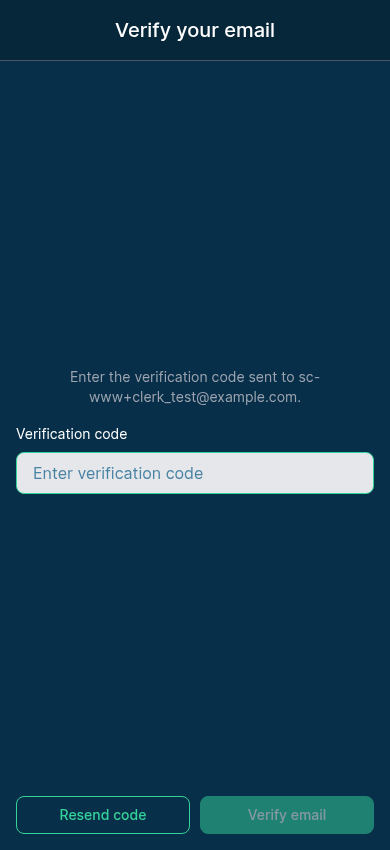 Verify your email
Enter the verification code sent to sc-
www+clerk_test@example.com.
Verification code
Enter verification code
Resend code
Verify email